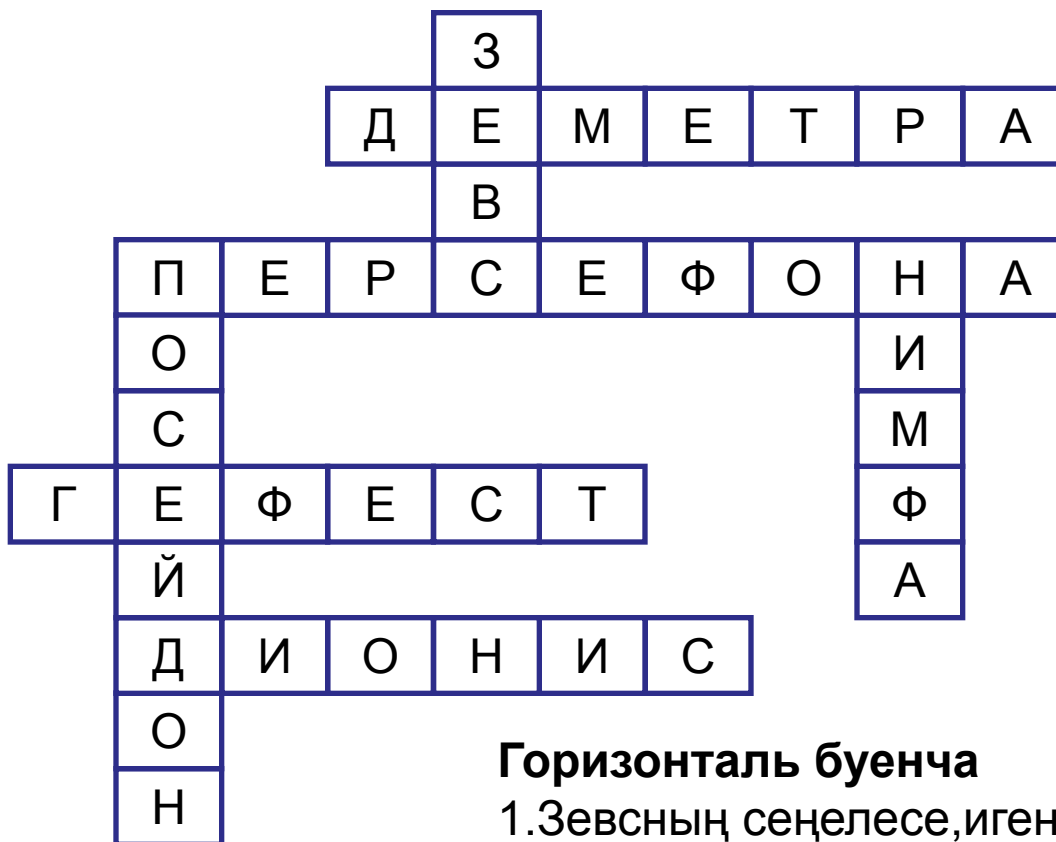 З
ДЕМЕТРА
В
ПЕРСЕФОНА
О И
С М
ГЕФЕСТ Ф
Й А
ДИОНИС
О
Н
Горизонталь буенча
1.Зевсның сеңелесе,иген